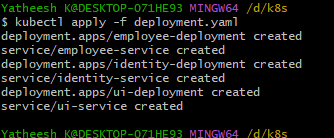 Yatheesh K@DESKTOP-O71HE93 MINGW64 /d/k8s
$ kubectl apply -f deployment.yaml
deployment.apps/employee-deployment created
service/employee-service created
deployment.apps/identity-deployment created
service/identity-service created
deployment.apps/ui-deployment created
service/ui-service created
Yatheesh K@DESKTOP-O71HE93 MINGW64 /d/k8s